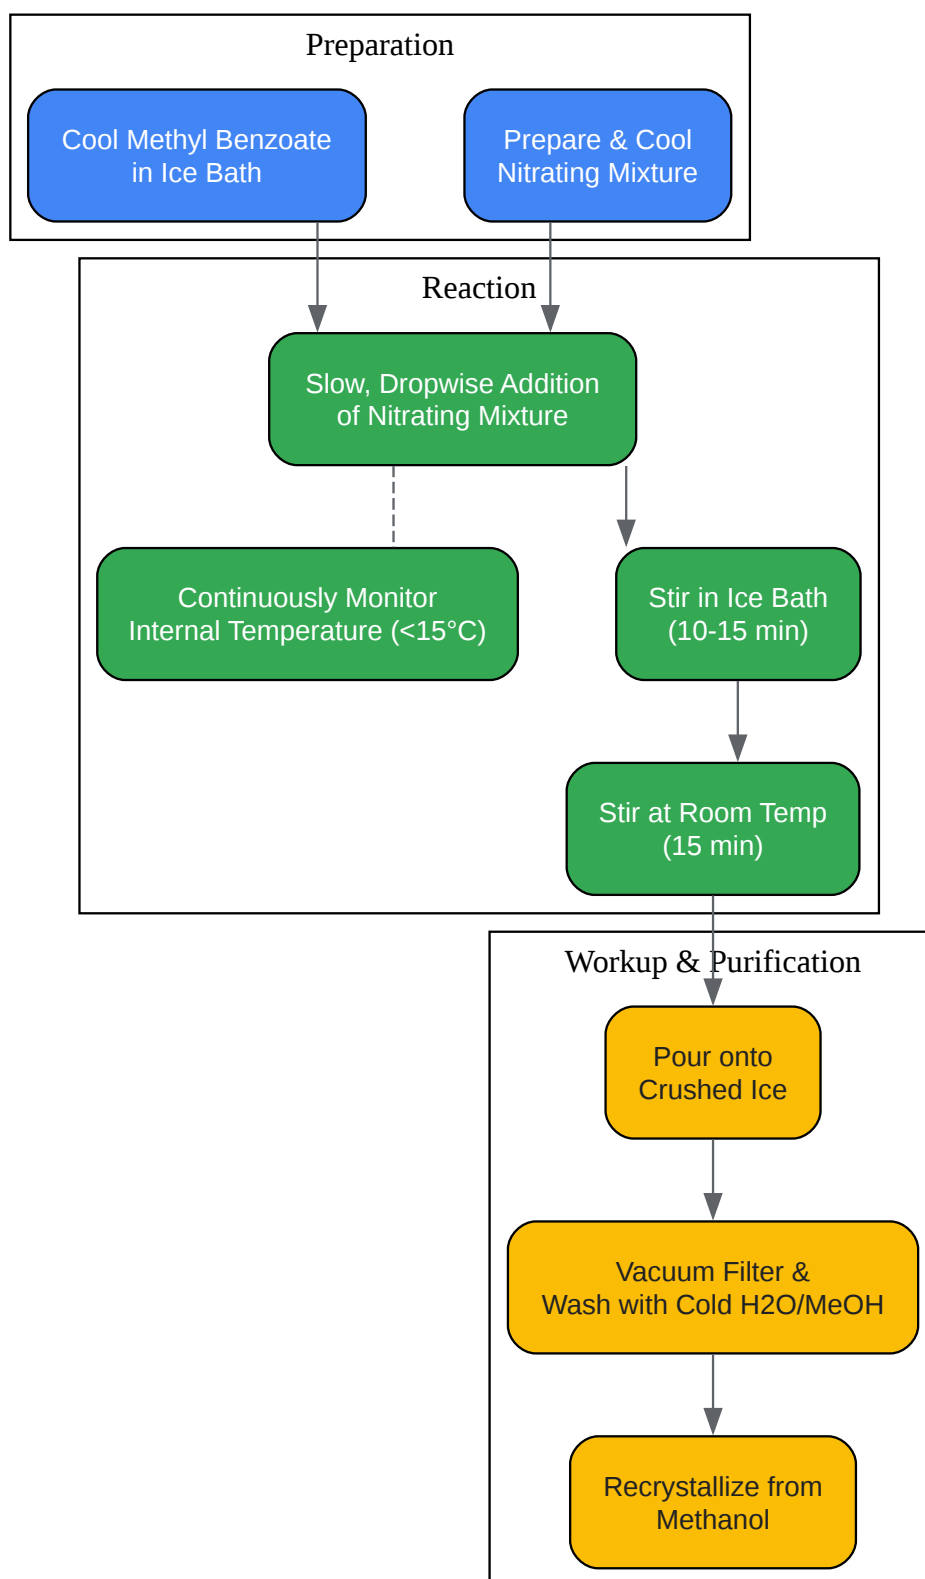 Preparation
Cool Methyl Benzoate
in Ice Bath
Prepare & Cool
Nitrating Mixture
Reaction
Slow, Dropwise Addition
of Nitrating Mixture
Continuously Monitor
Internal Temperature (<15°C)
Stir in Ice Bath
(10-15 min)
Stir at Room Temp
(15 min)
Workup & Purification
Pour onto
Crushed Ice
Vacuum Filter &
Wash with Cold H2O/MeOH
Recrystallize from
Methanol